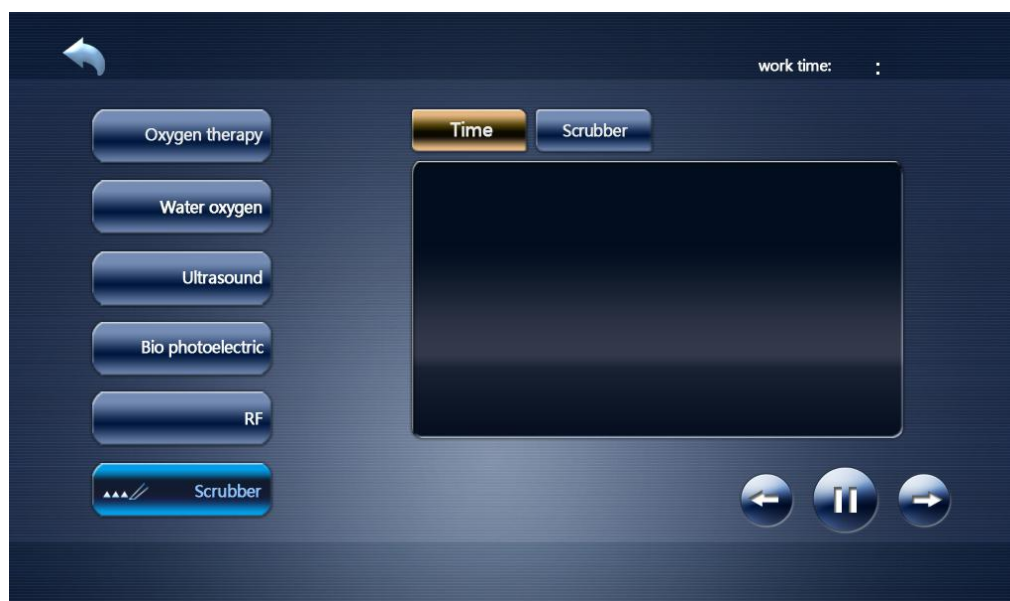 work time: :
Oxygen therapy
Time
Scrubber
Water oxygen
Ultrasound
Bio photoelectric
RF
Scrubber